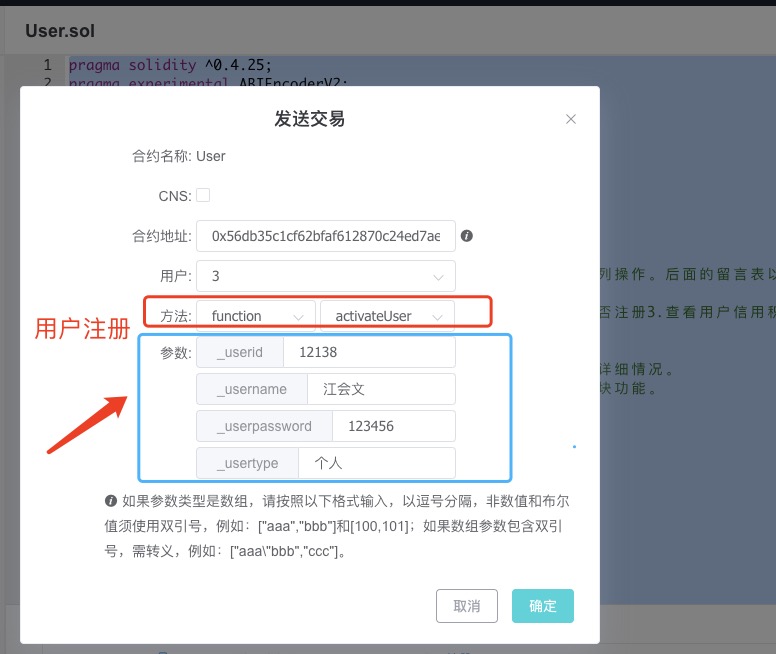 User.sol
1 pragma solidity ^0.4.25;
2 pragma experimental ABIEncoderV2;
发送交易
合约名称: User
CNS:
合约地址: 0x56db35c1cf62bfaf612870c24ed7ae
用户: 3
列操作。后面的留言表以
方法: function activateUser
否注册3.查看用户信用积
用户注册
参数: _userid 12138
详细情况。
_username 江会文
块功能。
_userpassword 123456
_usertype 个人
如果参数类型是数组，请按照以下格式输入，以逗号分隔，非数值和布尔
值须使用双引号，例如：["aaa","bbb"]和[100,101]；如果数组参数包含双引
号，需转义，例如：["aaa\"bbb","ccc"]。
取消 确定